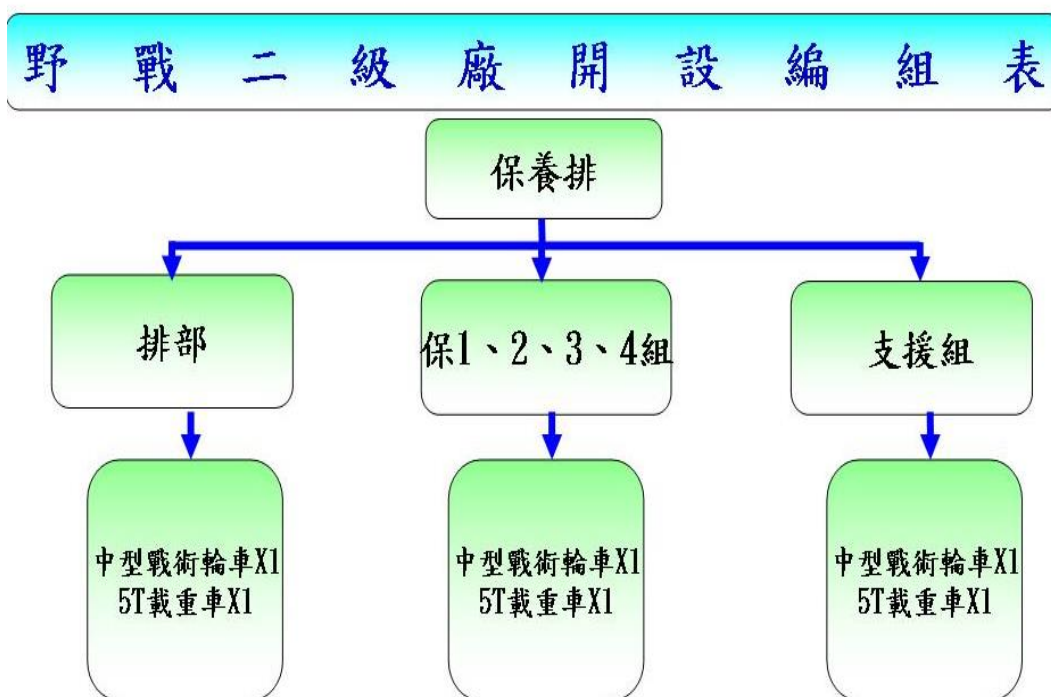 野戰二級廠開設編組表
保養排
排部
保1、2、3、4組
支援組
中型戰術輪車X1
5T載重車X1
中型戰術輪車X1
5T載重車X1
中型戰術輪車X1
5T載重車X1